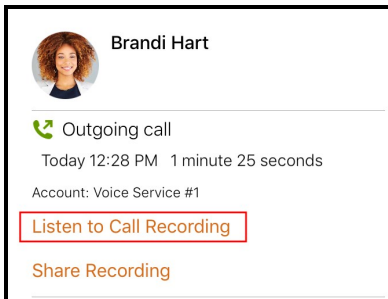 Brandi Hart
Outgoing call
Today 12:28 PM 1 minute 25 seconds
Account: Voice Service #1
Listen to Call Recording
Share Recording